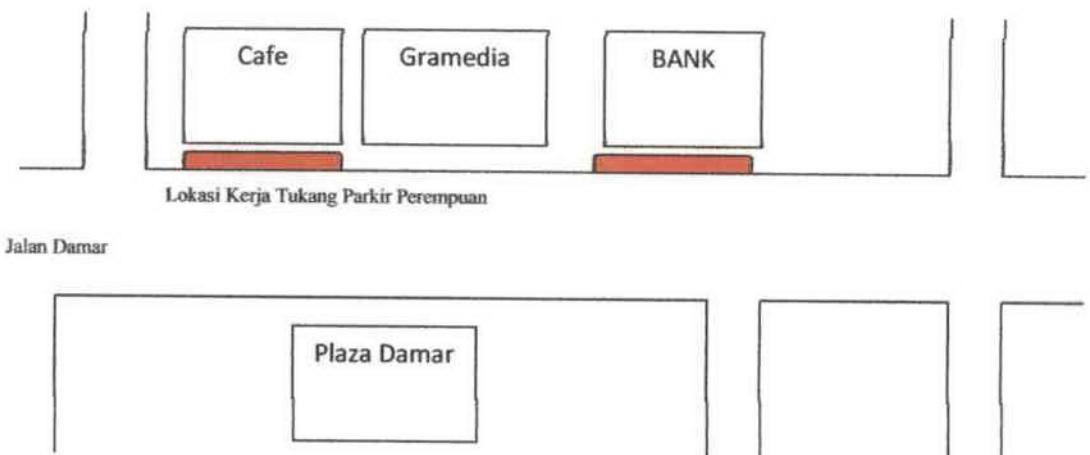 Cafe
Gramedia
BANK
Lokasi Kerja Tukang Parkir Perempuan
Jalan Damar
Plaza Damar